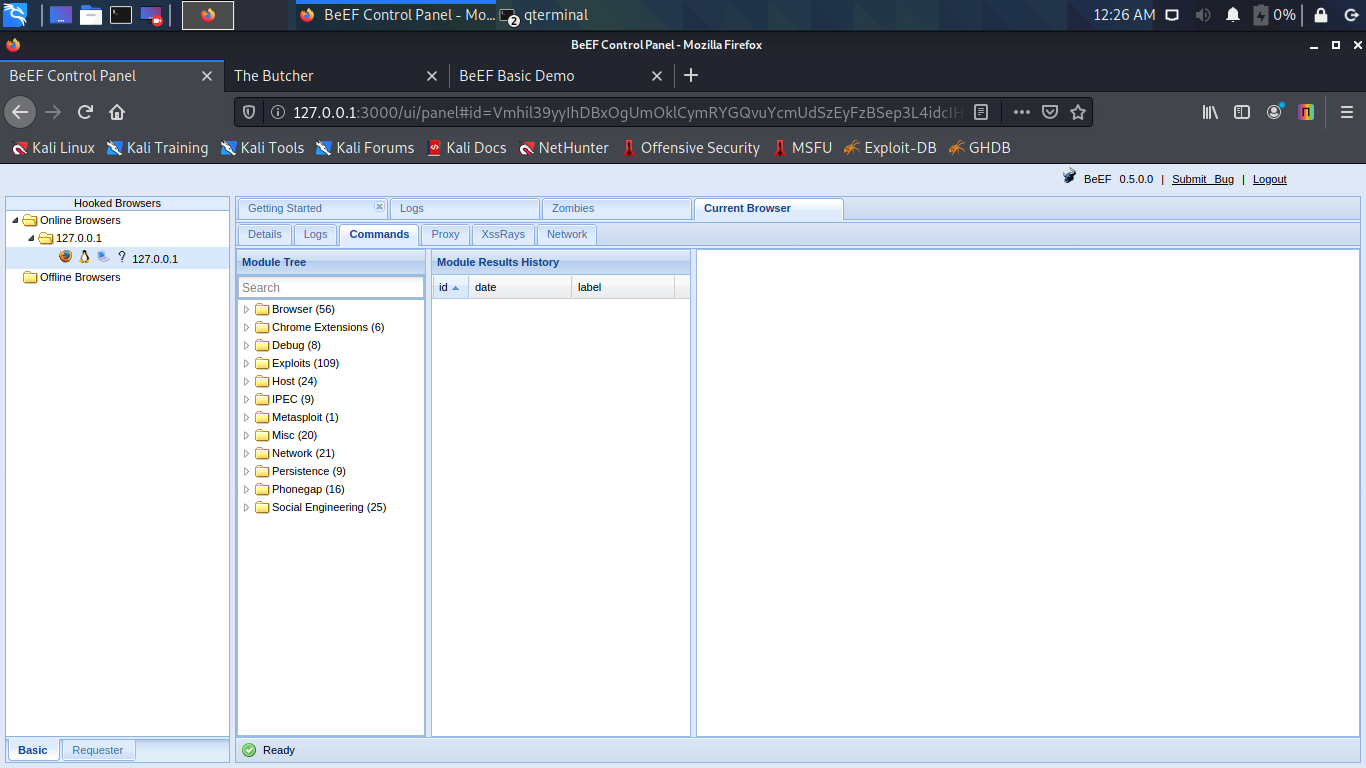 BeEF Control Panel - Mo... 2 qterminal 12:26 AM 0%
BeEF Control Panel - Mozilla Firefox
BeEF Control Panel The Butcher BeEF Basic Demo
127.0.0.1:3000/ui/panel#id=
Kali Linux Kali Training Kali Tools Kali Forums Kali Docs NetHunter Offensive Security MSFU Exploit-DB GHDB
BeEF 0.5.0.0 | Submit Bug | Logout
Hooked Browsers
Online Browsers
127.0.0.1
? 127.0.0.1
Offline Browsers
Getting Started Logs Zombies Current Browser
Details Logs Commands Proxy XssRays Network
Module Tree
Search
Browser (56)
Chrome Extensions (6)
Debug (8)
Exploits (109)
Host (24)
IPEC (9)
Metasploit (1)
Misc (20)
Network (21)
Persistence (9)
Phonegap (16)
Social Engineering (25)
Module Results History
id date label
Basic Requester
Ready